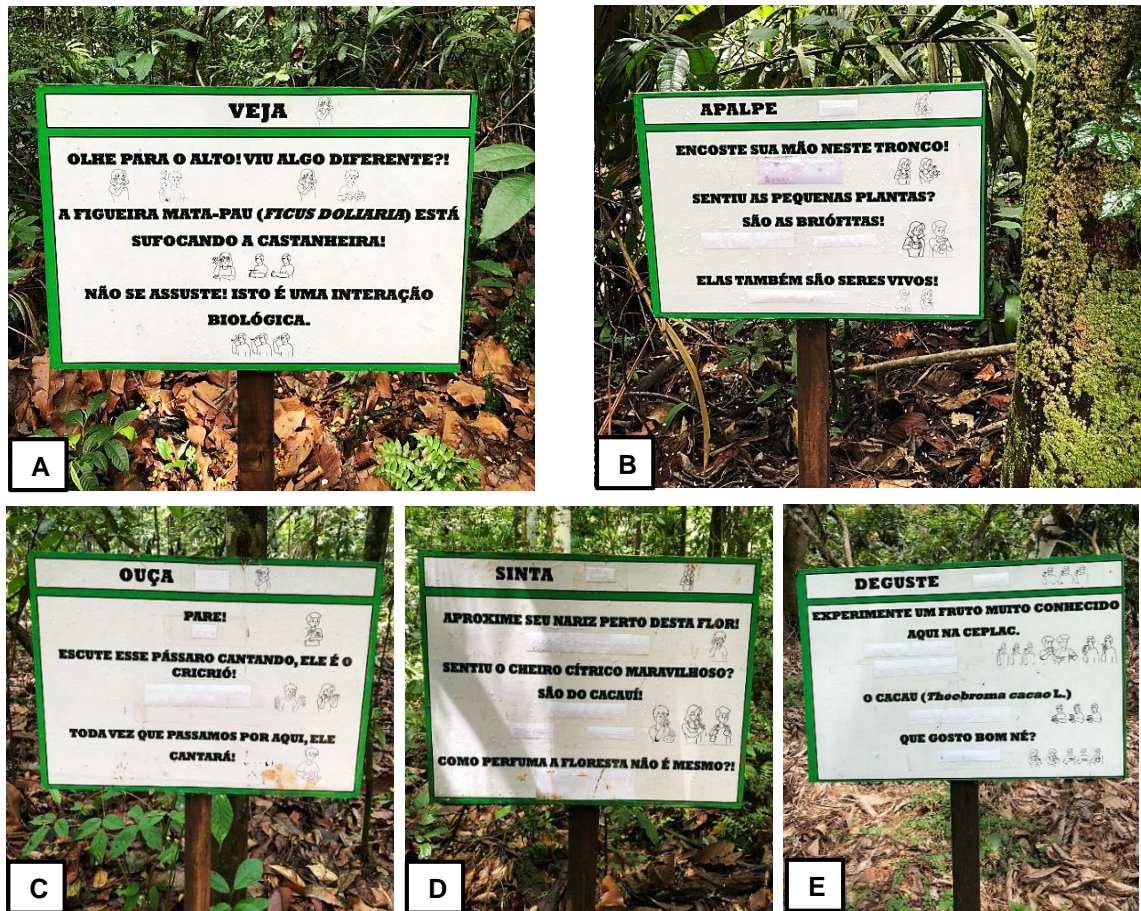 VEJA
OLHE PARA O ALTO! VIU ALGO DIFERENTE?!
A FIGUEIRA MATA-PAU (FICUS DOLIARIA) ESTÁ
SUFOCANDO A CASTANHEIRA!
NÃO SE ASSUSTE! ISTO É UMA INTERAÇÃO
BIOLÓGICA.
A
APALPE
ENCOSTE SUA MÃO NESTE TRONCO!
SENTIU AS PEQUENAS PLANTAS?
SÃO AS BRIÓFITAS!
ELAS TAMBÉM SÃO SERES VIVOS!
B
OUÇA
PARE!
ESCUTE ESSE PÁSSARO CANTANDO, ELE É O
CRICRIÓ!
TODA VEZ QUE PASSAMOS POR AQUI, ELE
CANTARÁ!
C
SINTA
APROXIME SEU NARIZ PERTO DESTA FLOR!
SENTIU O CHEIRO CÍTRICO MARAVILHOSO?
SÃO DO CACAUÍ!
COMO PERFUMA A FLORESTA NÃO É MESMO?!
D
DEGUSTE
EXPERIMENTE UM FRUTO MUITO CONHECIDO
AQUI NA CEPLAC.
O CACAU (Theobroma cacao L.)
QUE GOSTO BOM NÉ?
E